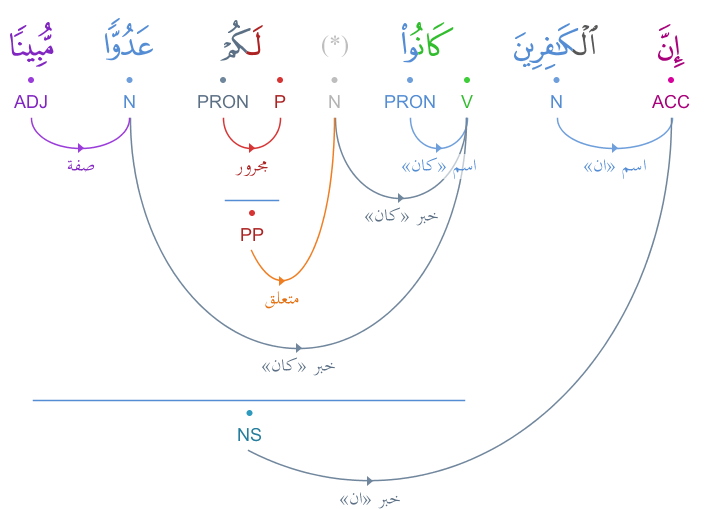 إِنَّ ٱلْكَـٰفِرِينَ كَانُوا۟ (*) لَكُمْ عَدُوًّا مُّبِينًا
ACC N V PRON N P PRON N ADJ
اسم «ان» اسم «كان» مجرور صفة
خبر «كان»
PP
متعلق
خبر «كان»
NS
خبر «ان»